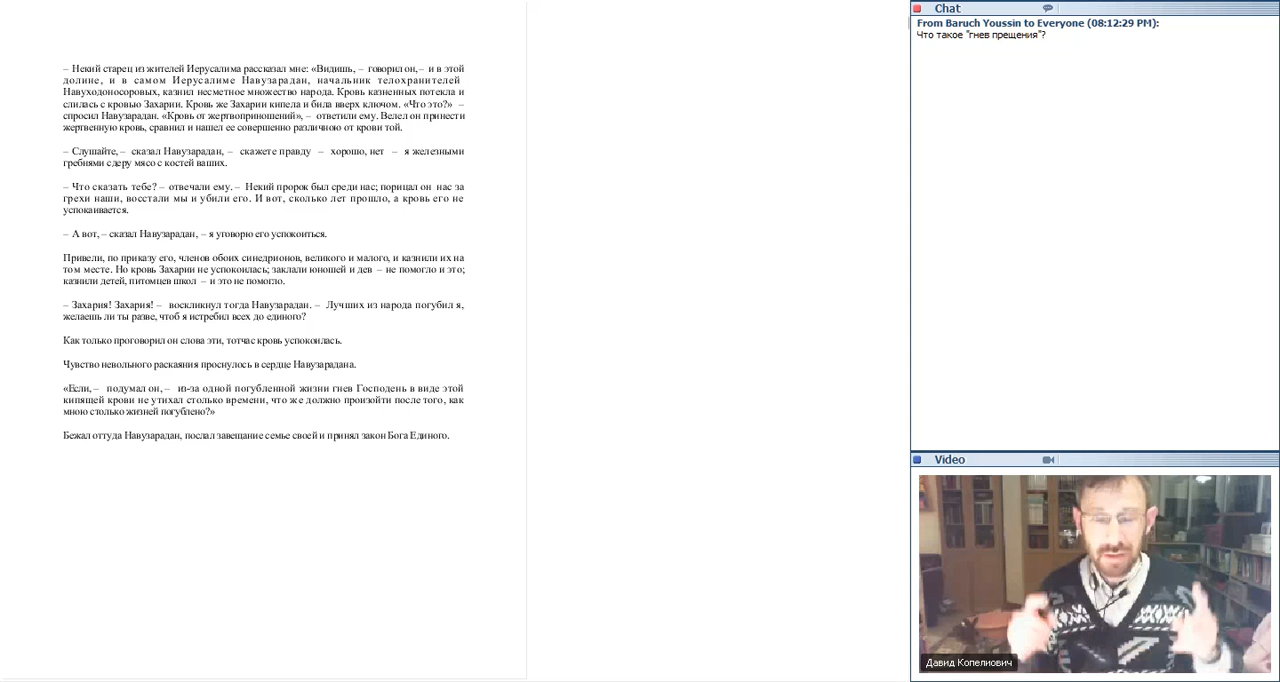 – Некий старец из жителей Иерусалима рассказал мне: «Видишь, – говорил он, – и в этой
долине, и в самом Иерусалиме Навузарадан, начальник телохранителей
Навуходоносоровых, казнил несметное множество народа. Кровь казненных потекла и
слилась с кровью Захарии. Кровь же Захарии кипела и била вверх ключом. «Что это?» –
спросил Навузарадан. «Кровь от жертвоприношений», – ответили ему. Велел он принести
жертвенную кровь, сравнил и нашел ее совершенно различною от крови той.
– Слушайте, – сказал Навузарадан, – скажете правду – хорошо, нет – я железными
гребнями сдеру мясо с костей ваших.
– Что сказать тебе? – отвечали ему. – Некий пророк был среди нас; порицал он нас за
грехи наши, восстали мы и убили его. И вот, сколько лет прошло, а кровь его не
успокаивается.
– А вот, – сказал Навузарадан, – я уговорю его успокоиться.
Привели, по приказу его, членов обоих синедрионов, великого и малого, и казнили их на
том месте. Но кровь Захарии не успокоилась; заклали юношей и дев – не помогло и это;
казнили детей, питомцев школ – и это не помогло.
– Захария! Захария! – воскликнул тогда Навузарадан. – Лучших из народа погубил я,
желаешь ли ты разве, чтоб я истребил всех до единого?
Как только проговорил он слова эти, тотчас кровь успокоилась.
Чувство невольного раскаяния проснулось в сердце Навузарадана.
«Если, – подумал он, – из-за одной погубленной жизни гнев Господень в виде этой
кипящей крови не утихал столько времени, что же должно произойти после того, как
мною столько жизней погублено?»
Бежал оттуда Навузарадан, послал завещание семье своей и принял закон Бога Единого.
Chat
From Baruch Youssin to Everyone (08:12:29 PM):
Что такое "гнев прещения"?
Video
Давид Копелиович